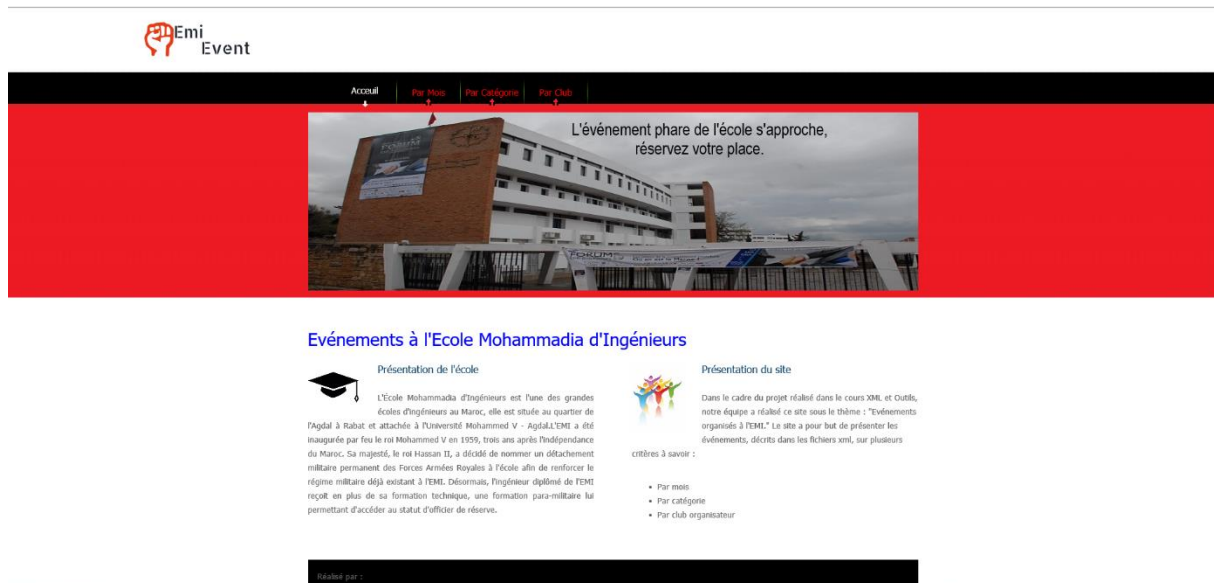 Emi
Event
Acceuil
Par Mois
Par Catégorie
Par Club
L'événement phare de l'école s'approche,
réservez votre place.
FORUM
FORUM
Evénements à l'Ecole Mohammadia d'Ingénieurs
Présentation de l'école
L'École Mohammadia d'Ingénieurs est l'une des grandes
écoles d'ingénieurs au Maroc, elle est située au quartier de
l'Agdal à Rabat et attachée à l'Université Mohammed V - Agdal.L'EMI a été
inaugurée par feu le roi Mohammed V en 1959, trois ans après l'indépendance
du Maroc. Sa majesté, le roi Hassan II, a décidé de nommer un détachement
militaire permanent des Forces Armées Royales à l'école afin de renforcer le
régime militaire déjà existant à l'EMI. Désormais, l'ingénieur diplômé de l'EMI
reçoit en plus de sa formation technique, une formation para-militaire lui
permettant d'accéder au statut d'officier de réserve.
Présentation du site
Dans le cadre du projet réalisé dans le cours XML et Outils,
notre équipe a réalisé ce site sous le thème : "Evénements
organisés à l'EMI." Le site a pour but de présenter les
événements, décrits dans les fichiers xml, sur plusieurs
critères à savoir :
• Par mois
• Par catégorie
• Par club organisateur
Réalisé par :